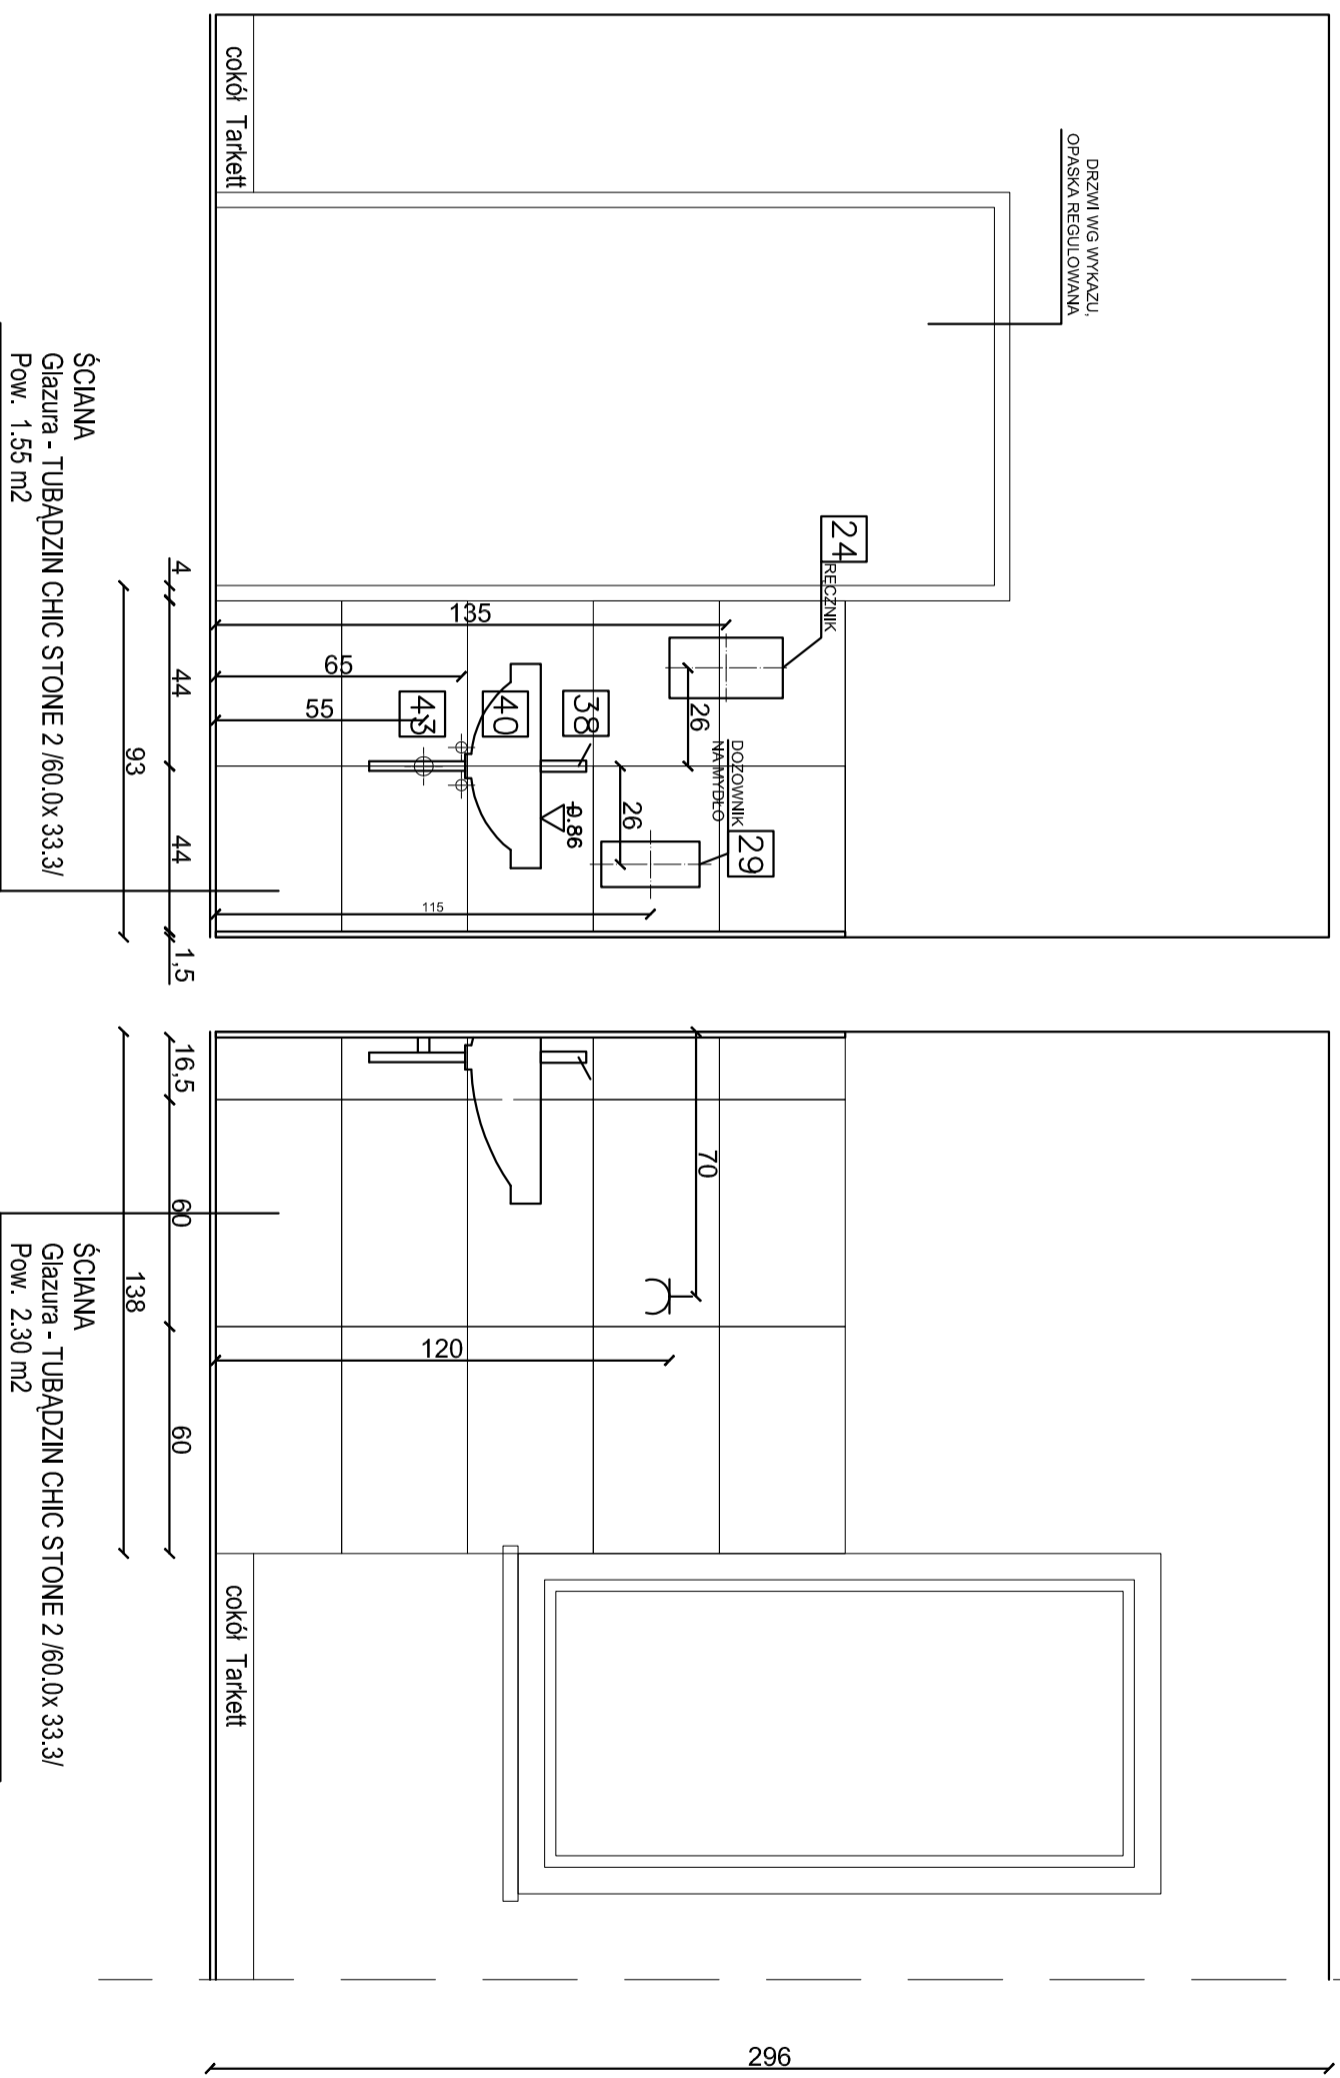 DRZWI WG WYKAZU,
OPASKA REGULOWANA
24
RĘCZNIK
135
65
55
43
40
38
26
DOZOWNIK
NA MYDŁO
29
26
0.86
115
cokół Tarkett
4
44
44
1,5
93
ŚCIANA
Glazura - TUBĄDZIN CHIC STONE 2 /60.0x 33.3/
Pow. 1.55 m2
70
120
cokół Tarkett
16,5
60
60
138
ŚCIANA
Glazura - TUBĄDZIN CHIC STONE 2 /60.0x 33.3/
Pow. 2.30 m2
296